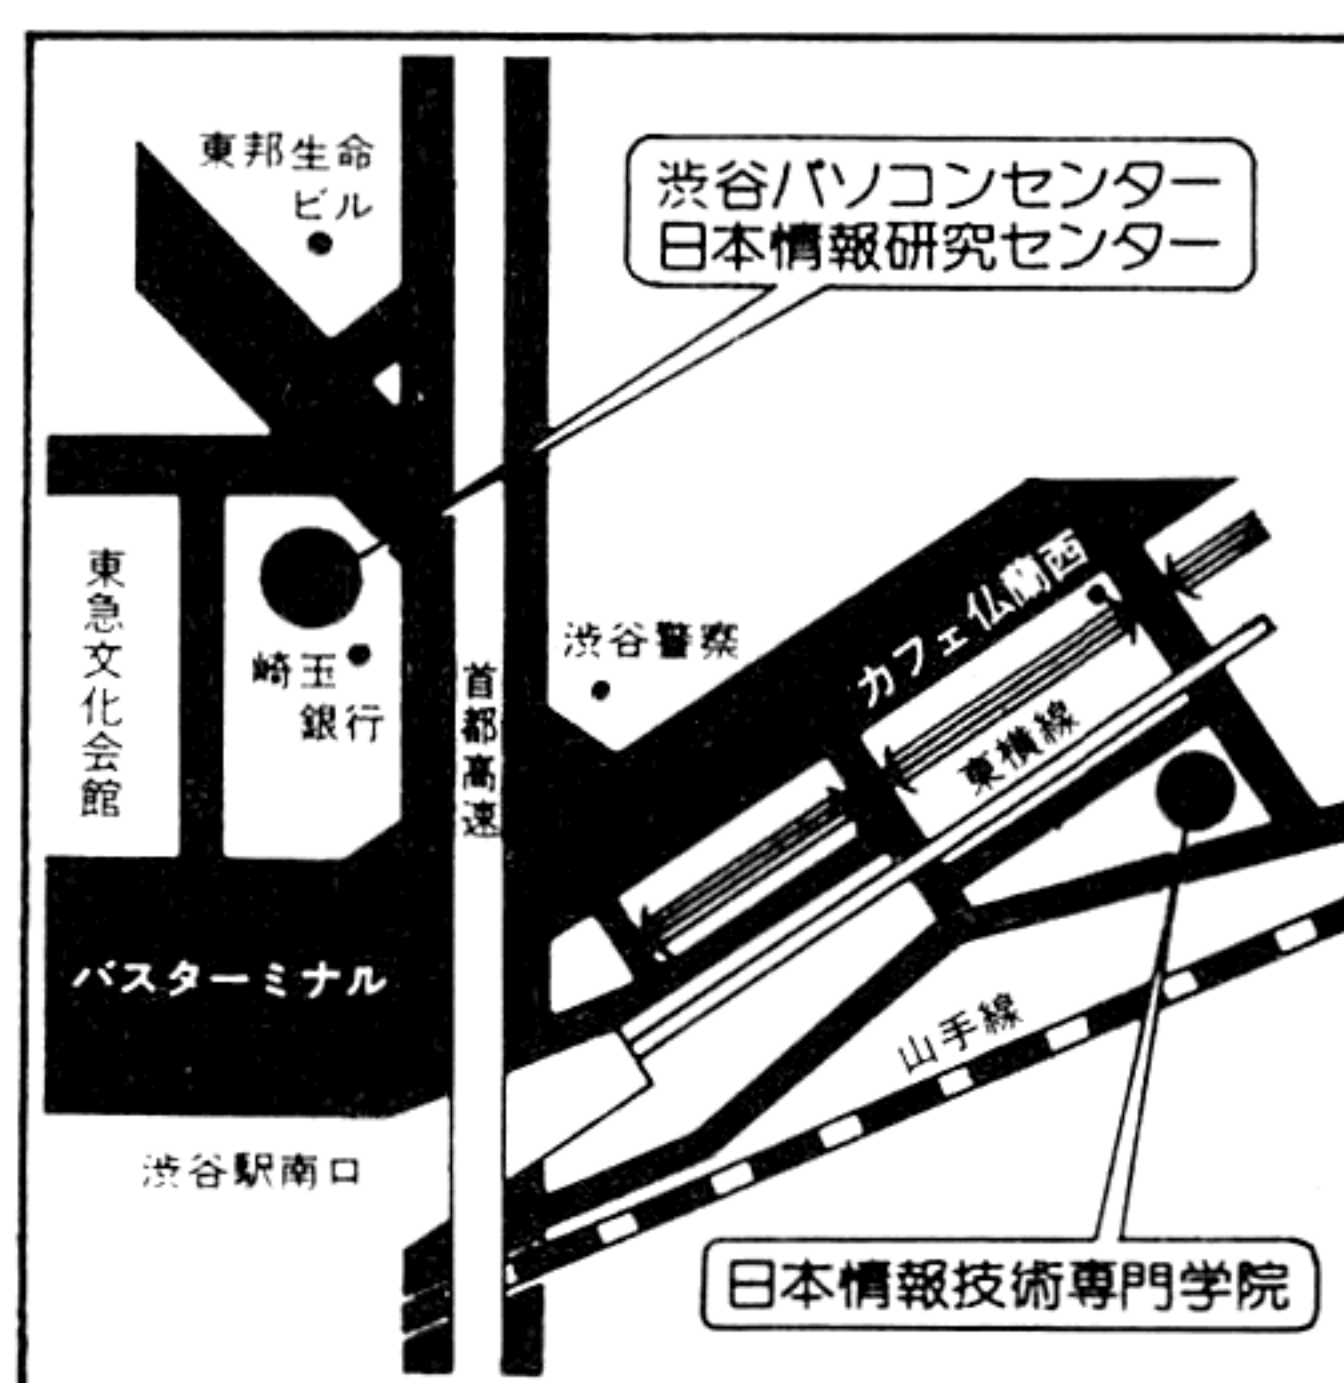 東邦生命
ビル
渋谷パソコンセンター
日本情報研究センター
東急文化会館
崎玉
銀行
首都高速
渋谷警察
カフェ仏蘭西
東横線
バスターミナル
山手線
渋谷駅南口
日本情報技術専門学院